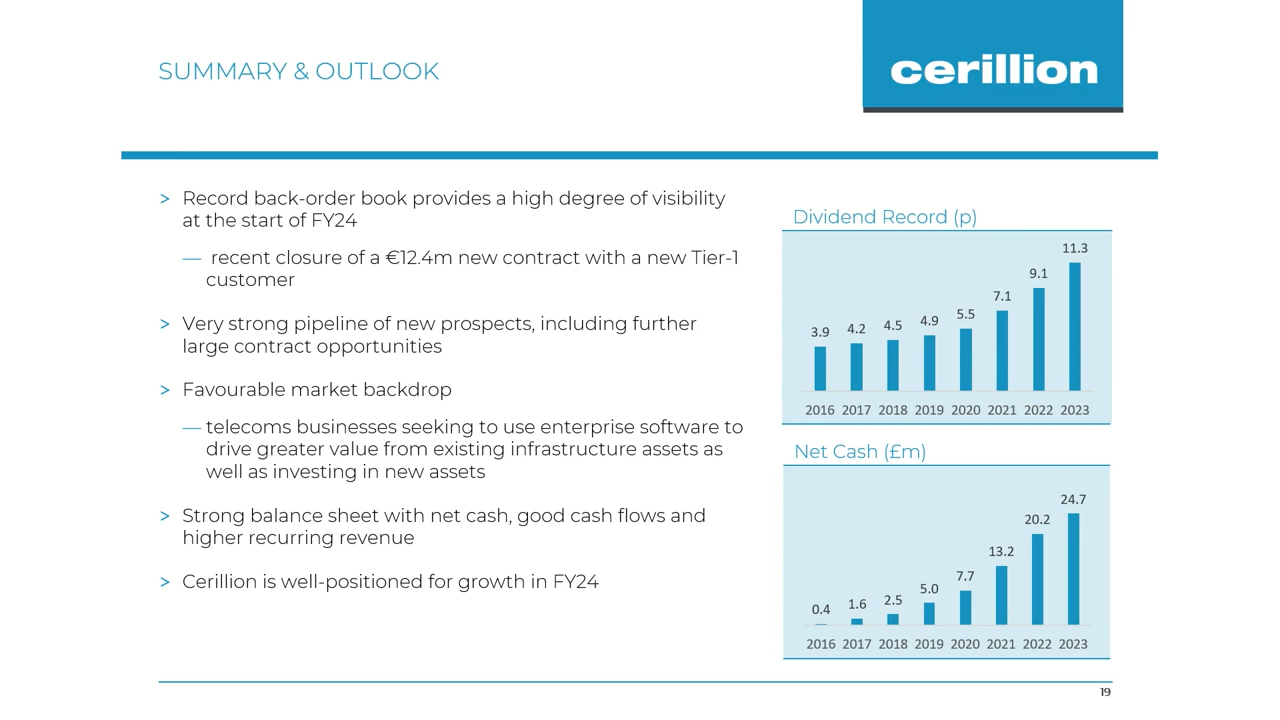 SUMMARY & OUTLOOK
cerillion
> Record back-order book provides a high degree of visibility
at the start of FY24
— recent closure of a €12.4m new contract with a new Tier-1
customer
> Very strong pipeline of new prospects, including further
large contract opportunities
> Favourable market backdrop
— telecoms businesses seeking to use enterprise software to
drive greater value from existing infrastructure assets as
well as investing in new assets
> Strong balance sheet with net cash, good cash flows and
higher recurring revenue
> Cerillion is well-positioned for growth in FY24
Dividend Record (p)
3.9 4.2 4.5 4.9 5.5 7.1 9.1 11.3
2016 2017 2018 2019 2020 2021 2022 2023
Net Cash (£m)
0.4 1.6 2.5 5.0 7.7 13.2 20.2 24.7
2016 2017 2018 2019 2020 2021 2022 2023
19